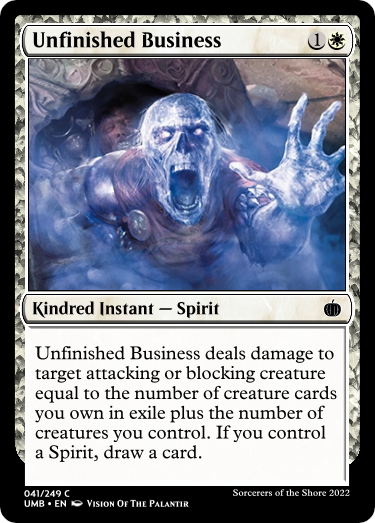 Unfinished Business 1
Kindred Instant — Spirit
Unfinished Business deals damage to
target attacking or blocking creature
equal to the number of creature cards
you own in exile plus the number of
creatures you control. If you control
a Spirit, draw a card.
041/249 C
Sorcerers of the Shore 2022
UMB • EN Vision Of The Palantir